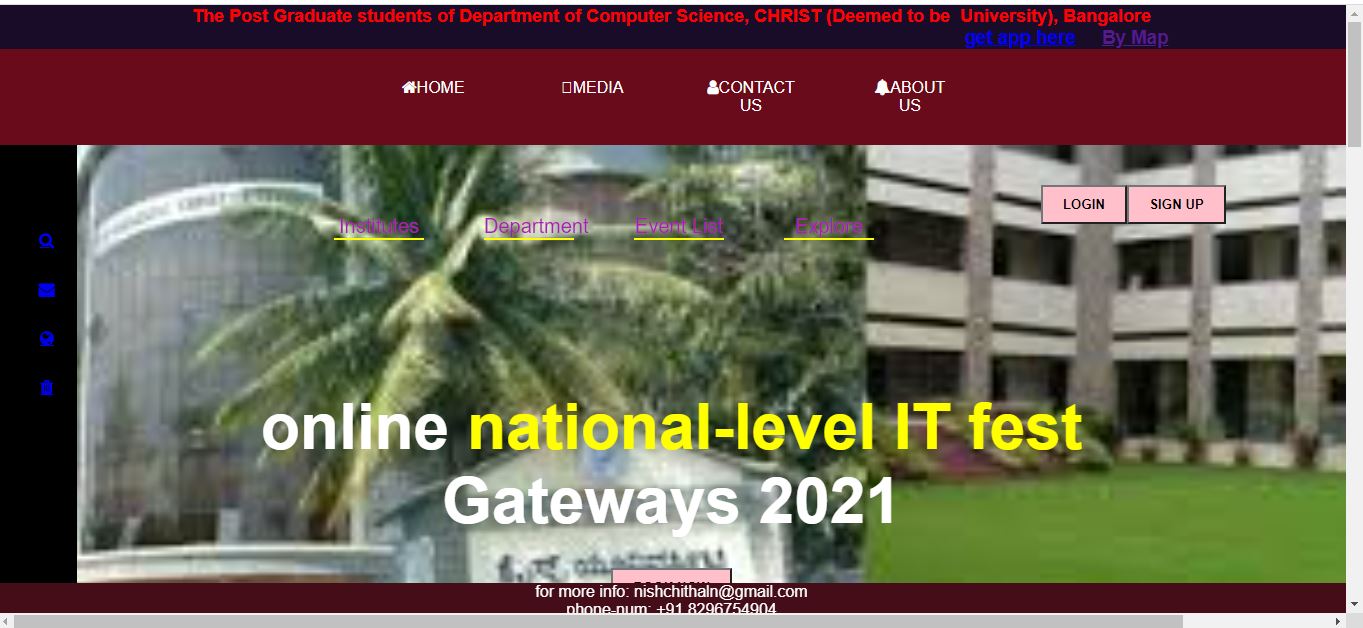 The Post Graduate students of Department of Computer Science, CHRIST (Deemed to be University), Bangalore
get app here By Map
HOME MEDIA CONTACT US ABOUT US
LOGIN SIGN UP
Institutes Department Event List Explore
online national-level IT fest
Gateways 2021
for more info: nishchithaln@gmail.com
phone-num: +91 8296754904